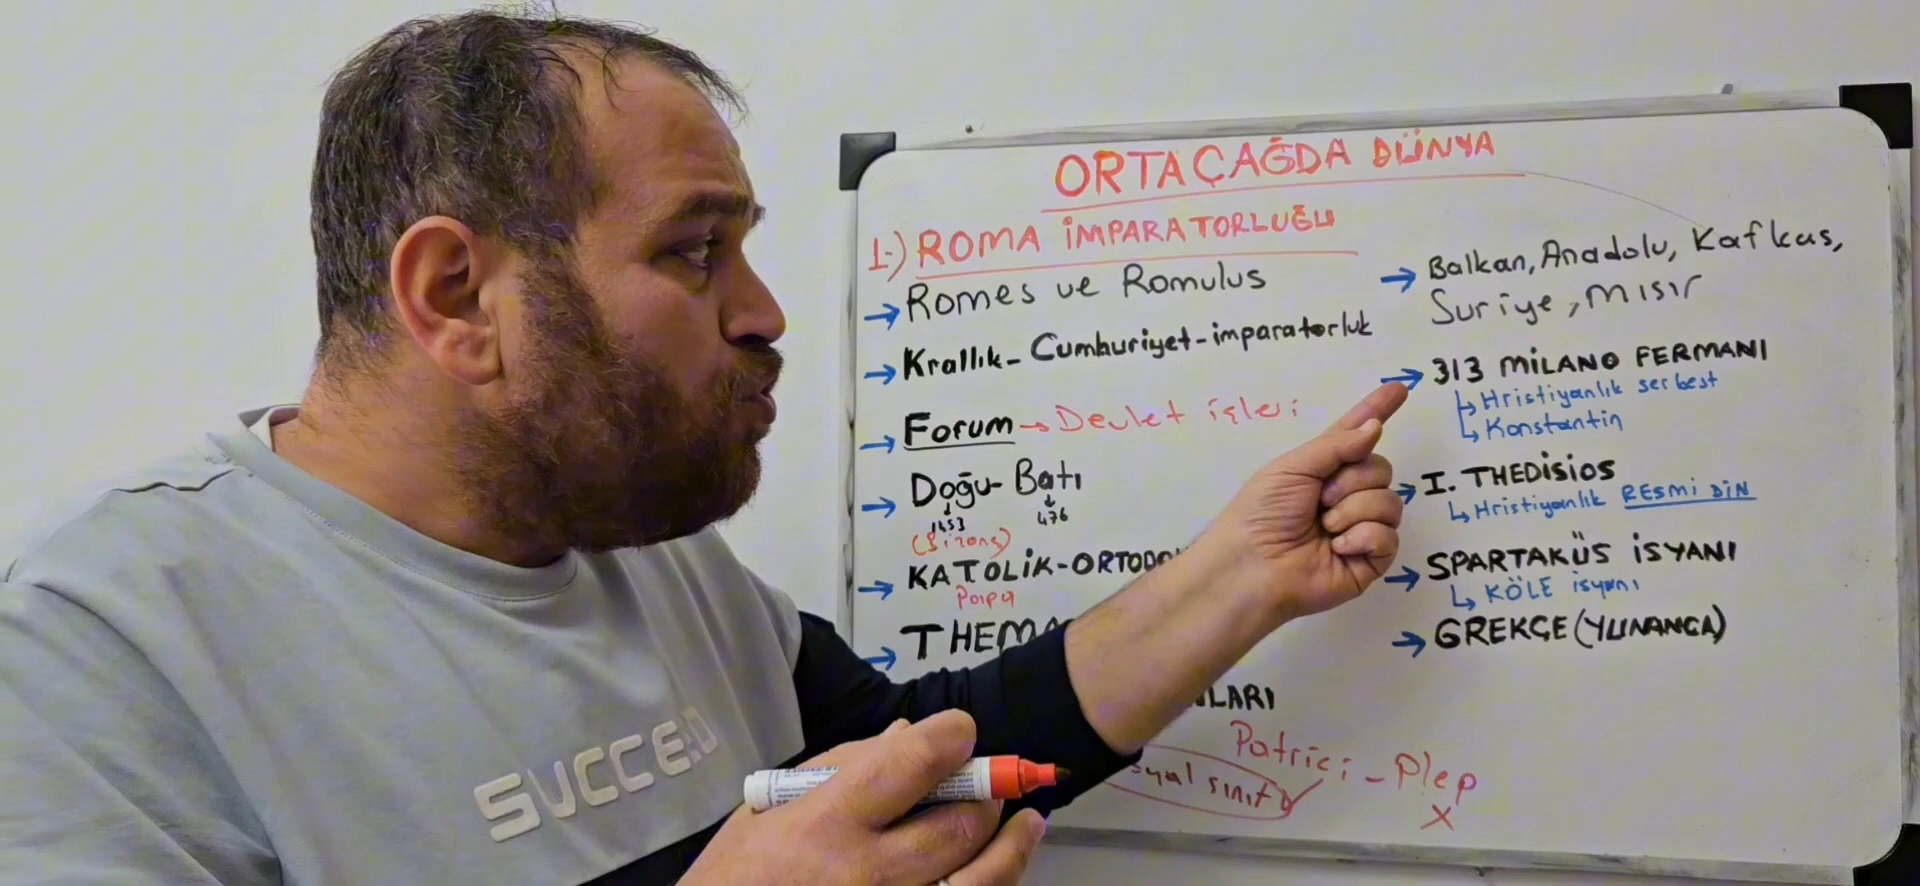 ORTAÇAĞDA DÜNYA
1-) ROMA İMPARATORLUĞU
→ Romes ve Romulus
→ Krallık - Cumhuriyet - imparatorluk
→ Forum → Devlet işleri
→ Doğu - Batı
1453 476
→ KATOLİK - ORTODO
Papa
→ THEMA
LARI
Patrici - Plep
syal sınıf
X
→ Balkan, Anadolu, Kafkas,
Suriye, Mısır
→ 313 MİLANO FERMANI
↳ Hristiyanlık serbest
↳ Konstantin
→ I. THEDİSİOS
↳ Hristiyanlık RESMİ DİN
→ SPARTAKÜS İSYANI
↳ KÖLE isyanı
→ GREKÇE (YUNANCA)
SUCCEED